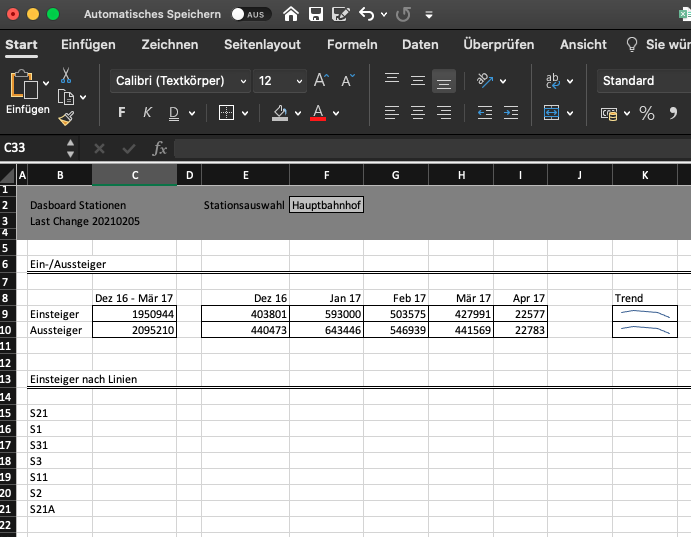 Automatisches Speichern AUS
Start Einfügen Zeichnen Seitenlayout Formeln Daten Überprüfen Ansicht Sie wür
Einfügen
Calibri (Textkörper) 12 A A ab Standard
F K D A %
C33 fx
A B C D E F G H I J K
1
2 Dasboard Stationen Stationsauswahl Hauptbahnhof
3 Last Change 20210205
4
5
6 Ein-/Aussteiger
7
8 Dez 16 - Mär 17 Dez 16 Jan 17 Feb 17 Mär 17 Apr 17 Trend
9 Einsteiger 1950944 403801 593000 503575 427991 22577
10 Aussteiger 2095210 440473 643446 546939 441569 22783
11
12
13 Einsteiger nach Linien
14
15 S21
16 S1
17 S31
18 S3
19 S11
20 S2
21 S21A
22